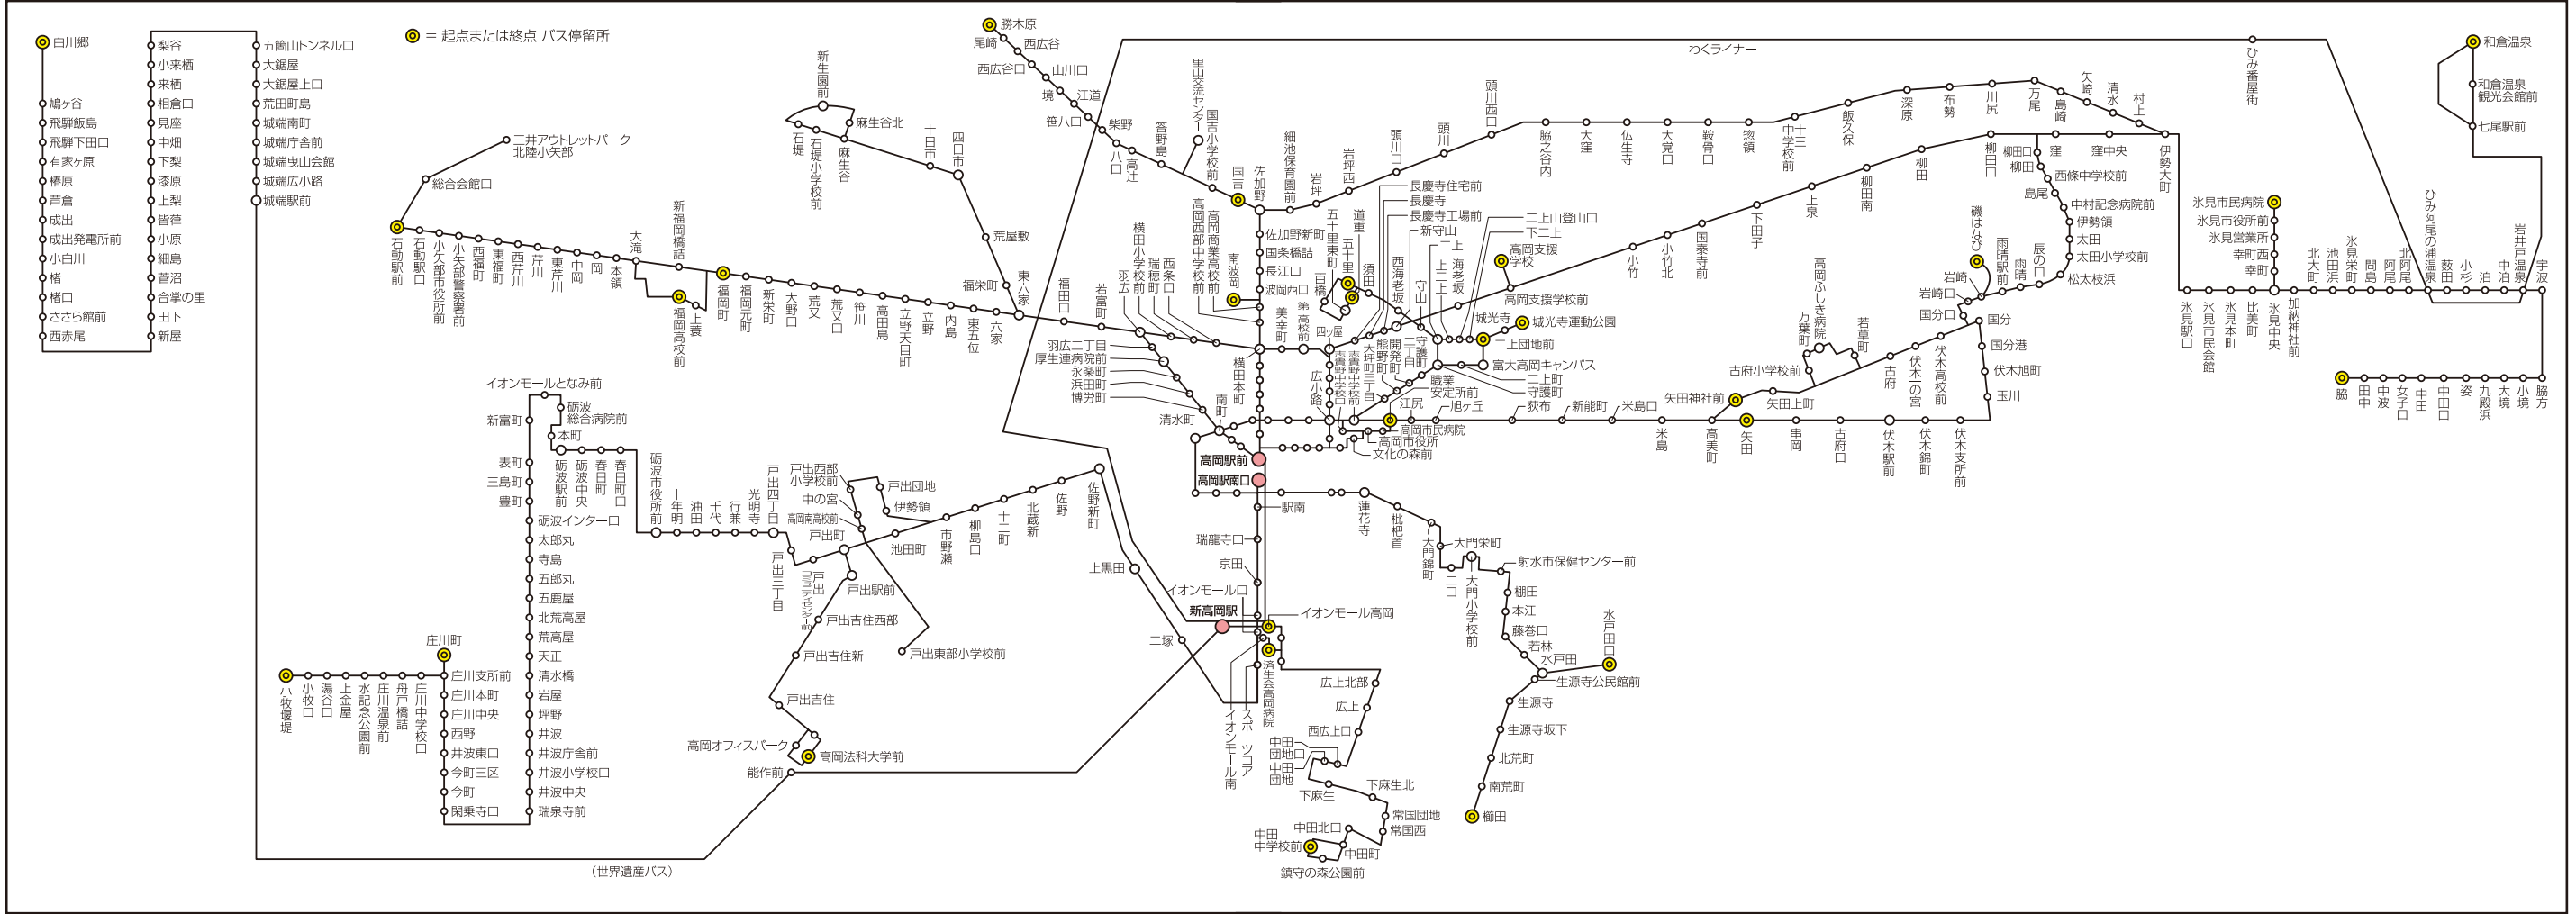 白川郷
鳩ヶ谷
飛騨飯島
飛騨下田口
有家ヶ原
椿原
芦倉
成出
成出発電所前
小白川
楮
楮口
ささら館前
西赤尾
梨谷
小来栖
来栖
相倉口
見座
中畑
下梨
漆原
上梨
皆葎
小原
細島
菅沼
合掌の里
田下
新屋
五箇山トンネル口
大鋸屋
大鋸屋上口
荒田町島
城端南町
城端庁舎前
城端曳山会館
城端広小路
城端駅前
（世界遺産バス）
＝ 起点または終点 バス停留所
三井アウトレットパーク
北陸小矢部
総合会館口
石動駅前
石動駅口
小矢部市役所前
小矢部警察署前
西福町
東福町
西芹川
芹川
東芹川
中岡
岡
本領
大滝
新福岡橋詰
福岡高校前
上蓑
福岡町
福岡元町
新栄町
大野口
荒又
荒又口
笹川
高田島
立野天目町
立野
内島
東五位
六家
東六家
福栄町
荒屋敷
四日市
十日市
麻生谷
麻生谷北
新生園前
石堤
石堤小学校前
福田口
若富町
横田小学校前
羽広
瑞穂町
西条口
高岡西部中学校前
高岡商業高校前
勝木原
尾崎
西広谷
西広谷口
山川口
境
江道
笹八口
柴野
八口
高辻
答野島
里山交流センター
国吉小学校前
国吉
佐加野
佐加野新町
国条橋詰
長江口
波岡西口
南波岡
美幸町
第一高校前
四ッ屋
横田本町
細池保育園前
岩坪
岩坪西
頭川口
頭川
頭川西口
脇之谷内
大窪
仏生寺
大覚口
鞍骨口
惣領
十三中学校前
飯久保
深原
布勢
川尻
万尾
島崎
矢崎
清水
村上
伊勢大町
わくライナー
ひみ番屋街
長慶寺住宅前
長慶寺
長慶寺工場前
新守山
二上
上二上
海老坂
西海老坂
守山
須田
道重
五十里
五十里東町
百橋
二上山登山口
下二上
高岡支援
学校
高岡支援学校前
城光寺
城光寺運動公園
二上団地前
富大高岡キャンパス
二上町
守護町
職業
安定所前
守護町二丁目
開発町
熊野町
大坪町三丁目
志貴野中学校前
志貴野中学校口
広小路
江尻
旭ヶ丘
荻布
新能町
米島口
米島
高美町
矢田神社前
矢田上町
矢田
串岡
古府口
伏木駅前
伏木錦町
伏木支所前
玉川
伏木旭町
国分港
国分
国分口
岩崎口
岩崎
磯はなび
雨晴駅前
雨晴
辰の口
松太枝浜
太田小学校前
太田
伊勢領
中村記念病院前
島尾
西條中学校前
柳田
柳田口
窪
窪中央
柳田口
柳田
柳田南
上泉
下田子
国泰寺前
小竹北
小竹
伏木高校前
伏木一の宮
古府
若草町
高岡ふしき病院
万葉町
古府小学校前
高岡市民病院
高岡市役所
文化の森前
羽広二丁目
厚生連病院前
永楽町
浜田町
博労町
清水町
南町
高岡駅前
高岡駅南口
駅南
瑞龍寺口
京田
イオンモール口
新高岡駅
イオンモール高岡
済生会高岡病院
スポーツコア
イオンモール南
蓮花寺
枇杷首
大門錦町
大門栄町
二口
大門小学校前
射水市保健センター前
棚田
本江
藤巻口
若林
水戸田
水戸田口
生源寺公民館前
生源寺
生源寺坂下
北荒町
南荒町
櫛田
広上北部
広上
西広上口
中田
団地口
中田
団地
下麻生
下麻生北
常国団地
常国西
中田北口
中田町
中田
中学校前
鎮守の森公園前
イオンモールとなみ前
砺波
総合病院前
本町
砺波駅前
砺波中央
春日町
春日町口
砺波市役所前
十年明
油田
千代
行兼
光明寺
戸出四丁目
戸出三丁目
戸出コミュニティセンター前
戸出町
高岡南高校前
中の宮
戸出西部
小学校前
戸出団地
伊勢領
池田町
市野瀬
柳島口
十二町
北蔵新
佐野
佐野新町
上黒田
二塚
戸出駅前
戸出吉住西部
戸出吉住新
戸出吉住
戸出東部小学校前
高岡オフィスパーク
高岡法科大学前
能作前
新富町
表町
三島町
豊町
砺波インター口
太郎丸
寺島
五郎丸
五鹿屋
北荒高屋
荒高屋
天正
清水橋
岩屋
坪野
井波
井波庁舎前
井波小学校口
井波中央
瑞泉寺前
庄川町
庄川支所前
庄川本町
庄川中央
西野
井波東口
今町三区
今町
閑乗寺口
小牧堰堤
小牧口
湯谷口
上金屋
水記念公園前
庄川温泉前
舟戸橋詰
庄川中学校口
氷見市民病院
氷見市役所前
氷見営業所
幸町西
幸町
氷見駅口
氷見市民会館
氷見本町
比美町
氷見中央
加納神社前
北大町
池田浜
氷見栄町
間島
阿尾
北阿尾
ひみ阿尾の浦温泉
薮田
小杉
泊
中泊
岩井戸温泉
宇波
脇
田中
中波
女子口
中田
中田口
姿
九殿浜
大境
小境
脇方
和倉温泉
和倉温泉
観光会館前
七尾駅前